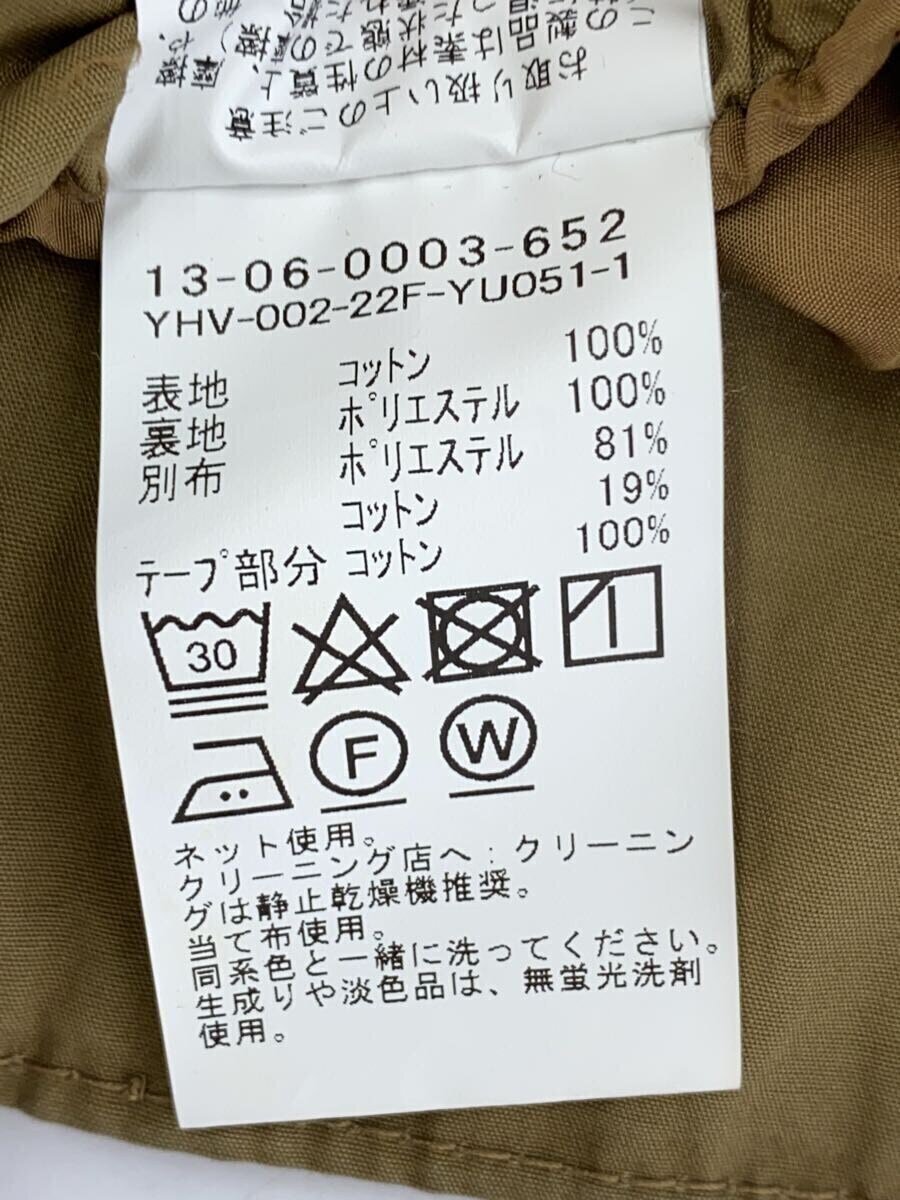 お取り扱い上のご注意
13-06-0003-652
YHV-002-22F-YU051-1
表地 コットン 100%
裏地 ポリエステル 100%
別布 ポリエステル 81%
コットン 19%
テープ部分 コットン 100%
30
F W
ネット使用。
クリーニング店へ：クリーニン
グは静止乾燥機推奨。
当て布使用。
同系色と一緒に洗ってください。
生成りや淡色品は、無蛍光洗剤
使用。